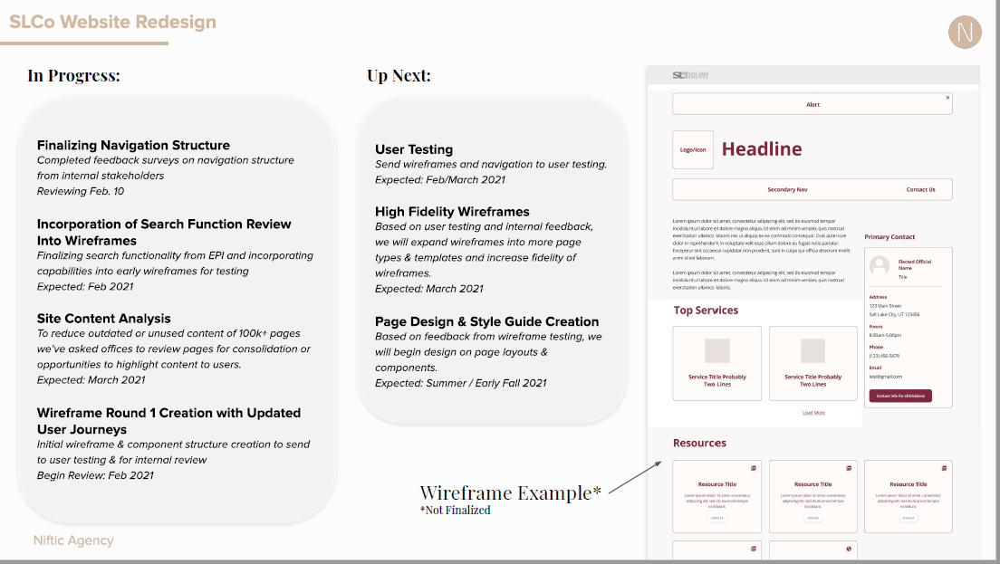 SLCo Website Redesign
N
In Progress:
Finalizing Navigation Structure
Completed feedback surveys on navigation structure
from internal stakeholders
Reviewing Feb. 10
Incorporation of Search Function Review
Into Wireframes
Finalizing search functionality from EPI and incorporating
capabilities into early wireframes for testing
Expected: Feb 2021
Site Content Analysis
To reduce outdated or unused content of 100k+ pages
we've asked offices to review pages for consolidation or
opportunities to highlight content to users.
Expected: March 2021
Wireframe Round 1 Creation with Updated
User Journeys
Initial wireframe & component structure creation to send
to user testing & for internal review
Begin Review: Feb 2021
Niftic Agency
Up Next:
User Testing
Send wireframes and navigation to user testing.
Expected: Feb/March 2021
High Fidelity Wireframes
Based on user testing and internal feedback,
we will expand wireframes into more page
types & templates and increase fidelity of
wireframes.
Expected: March 2021
Page Design & Style Guide Creation
Based on feedback from wireframe testing, we
will begin design on page layouts &
components.
Expected: Summer / Early Fall 2021
Wireframe Example*
*Not Finalized
Alert
Logo/Icon
Headline
Secondary Nav Contact Us
Lorem ipsum dolor sit amet, consectetur adipiscing elit, sed do eiusmod tempor
incididunt ut labore et dolore magna aliqua. Ut enim ad minim veniam, quis nostrud
exercitation ullamco laboris nisi ut aliquip ex ea commodo consequat. Duis aute irure
dolor in reprehenderit in voluptate velit esse cillum dolore eu fugiat nulla pariatur.
Excepteur sint occaecat cupidatat non proident, sunt in culpa qui officia deserunt mollit
anim id est laborum.
Lorem ipsum dolor sit amet, consectetur adipiscing elit, sed do eiusmod tempor
incididunt ut labore et dolore magna aliqua. Ut enim ad minim veniam, quis nostrud
exercitation ullamco laboris.
Primary Contact
Elected Official
Name
Title
Address
123 Main Street
Salt Lake City, UT 123456
Hours
8:00am-5:00pm
Phone
(123) 456-5678
Email
test@gmail.com
Contact Info for all Divisions
Top Services
Service Title Probably
Two Lines
Service Title Probably
Two Lines
Load More
Resources
Resource Title
Lorem ipsum dolor sit amet, consectetur
adipiscing elit, sed do eiusmod tempor
incididunt.
Resource Title
Lorem ipsum dolor sit amet, consectetur
adipiscing elit, sed do eiusmod tempor
incididunt.
Resource Title
Lorem ipsum dolor sit amet, consectetur
adipiscing elit, sed do eiusmod tempor
incididunt.